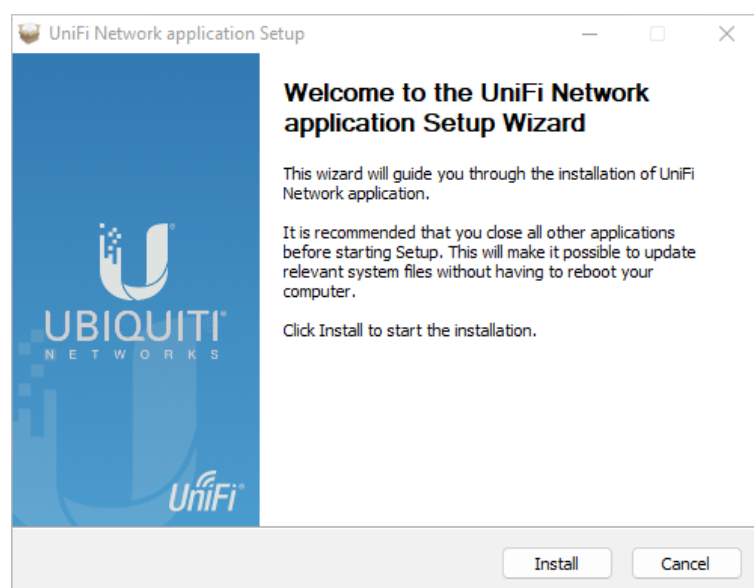 UniFi Network application Setup
Welcome to the UniFi Network
application Setup Wizard
This wizard will guide you through the installation of UniFi
Network application.
It is recommended that you close all other applications
before starting Setup. This will make it possible to update
relevant system files without having to reboot your
computer.
Click Install to start the installation.
UBIQUITI®
NETWORKS
UniFi®
Install
Cancel